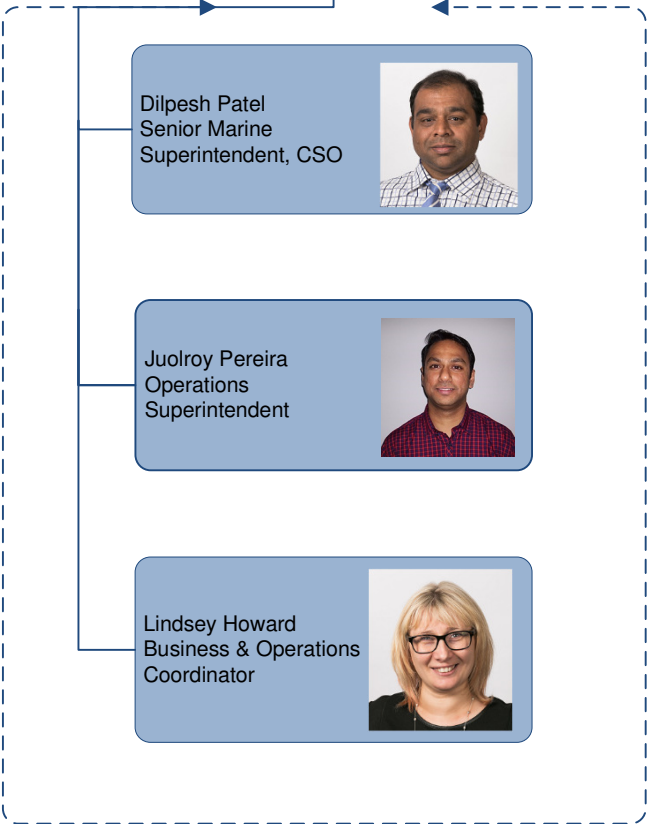 Dilpesh Patel
Senior Marine
Superintendent, CSO
Juolroy Pereira
Operations
Superintendent
Lindsey Howard
Business & Operations
Coordinator